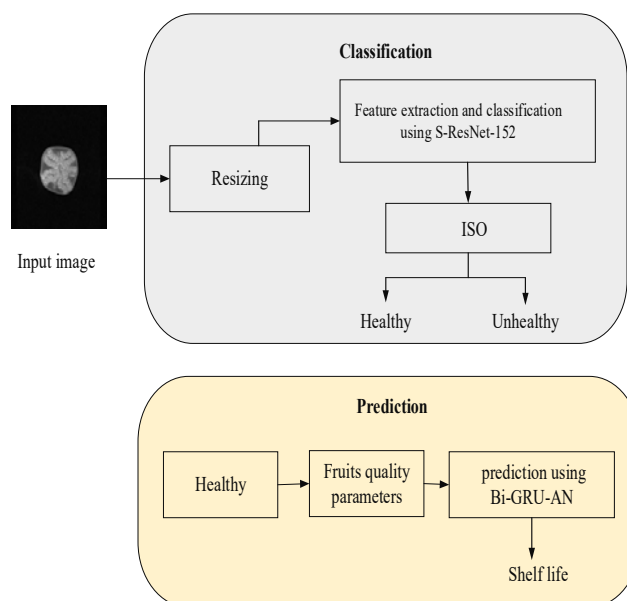 Classification
Feature extraction and classification
using S-ResNet-152
Resizing
ISO
Input image
Healthy
Unhealthy
Prediction
Healthy
Fruits quality
parameters
prediction using
Bi-GRU-AN
Shelf life